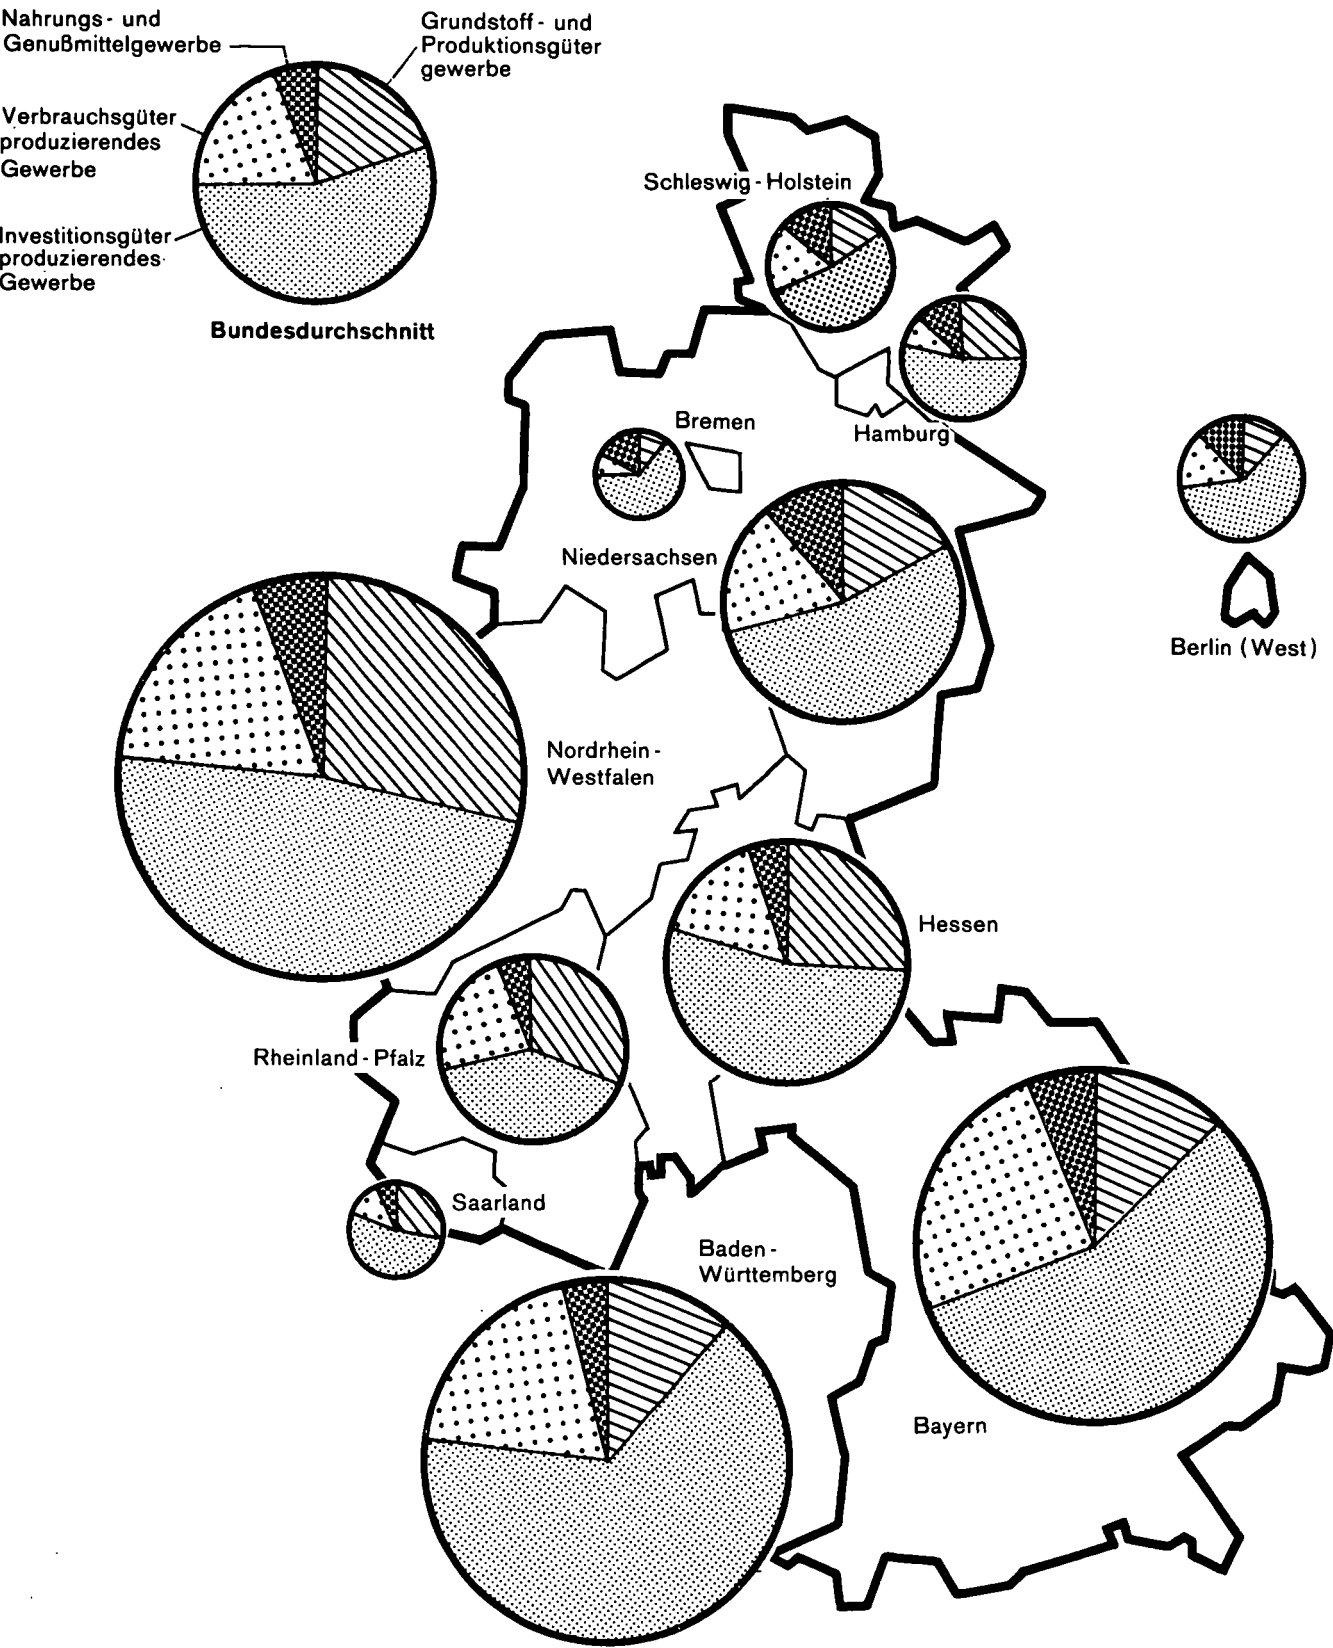 Nahrungs- und
Genußmittelgewerbe
Grundstoff- und
Produktionsgüter
gewerbe
Verbrauchsgüter
produzierendes
Gewerbe
Investitionsgüter
produzierendes
Gewerbe
Bundesdurchschnitt
Schleswig-Holstein
Hamburg
Bremen
Niedersachsen
Berlin (West)
Nordrhein-
Westfalen
Hessen
Rheinland-Pfalz
Saarland
Baden-
Württemberg
Bayern